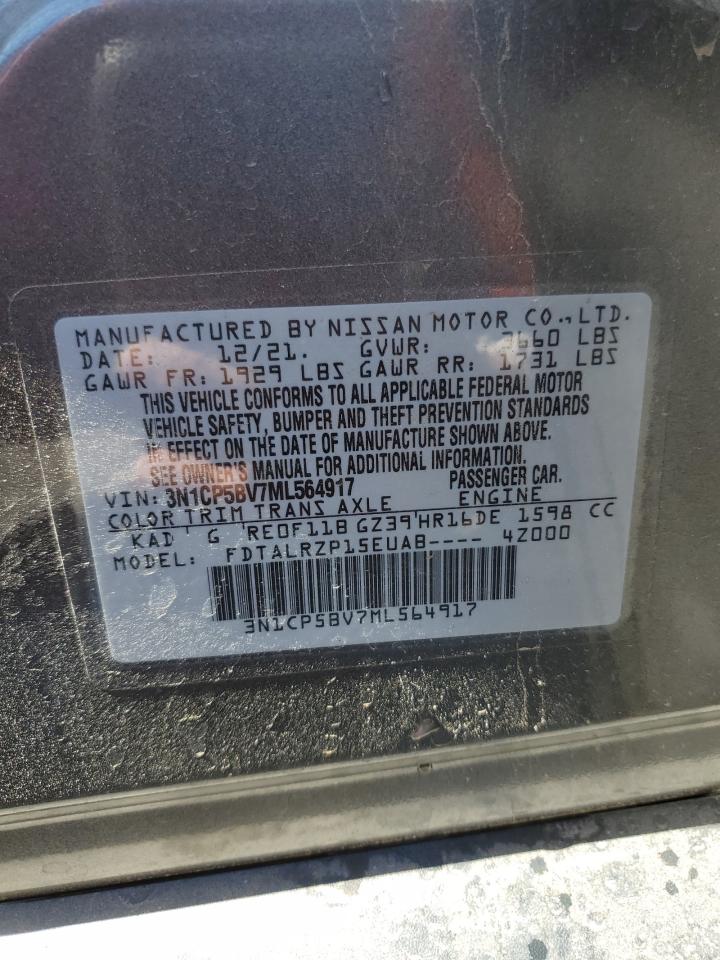 MANUFACTURED BY NISSAN MOTOR CO., LTD.
DATE: 12/21. GVWR: 3660 LBS
GAWR FR: 1929 LBS GAWR RR: 1731 LBS
THIS VEHICLE CONFORMS TO ALL APPLICABLE FEDERAL MOTOR
VEHICLE SAFETY, BUMPER AND THEFT PREVENTION STANDARDS
IN EFFECT ON THE DATE OF MANUFACTURE SHOWN ABOVE.
SEE OWNER'S MANUAL FOR ADDITIONAL INFORMATION.
VIN: 3N1CP5BV7ML564917 PASSENGER CAR.
COLOR TRIM TRANS AXLE ENGINE
KAD G RE0F11B GZ39 HR16DE 1598 CC
MODEL: FDTALRZP15EUAB---- 4Z000
3N1CP5BV7ML564917